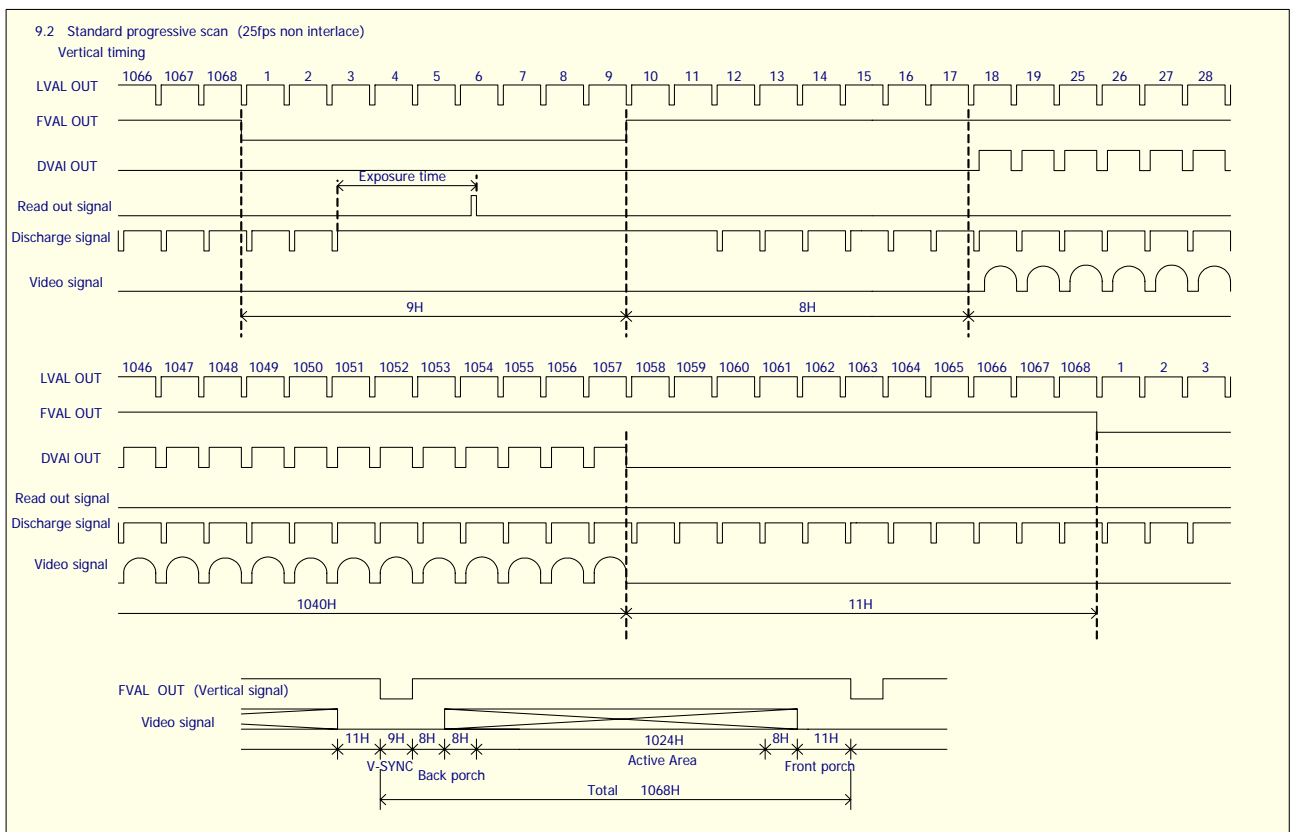 9.2 Standard progressive scan (25fps non interlace)
Vertical timing
1066 1067 1068 1 2 3 4 5 6 7 8 9 10 11 12 13 14 15 16 17 18 19 25 26 27 28
LVAL OUT
FVAL OUT
DVAI OUT
Exposure time
Read out signal
Discharge signal
Video signal
9H 8H
1046 1047 1048 1049 1050 1051 1052 1053 1054 1055 1056 1057 1058 1059 1060 1061 1062 1063 1064 1065 1066 1067 1068 1 2 3
LVAL OUT
FVAL OUT
DVAI OUT
Read out signal
Discharge signal
Video signal
1040H 11H
FVAL OUT (Vertical signal)
Video signal
11H 9H 8H 8H 1024H 8H 11H
V-SYNC Back porch Active Area Front porch
Total 1068H